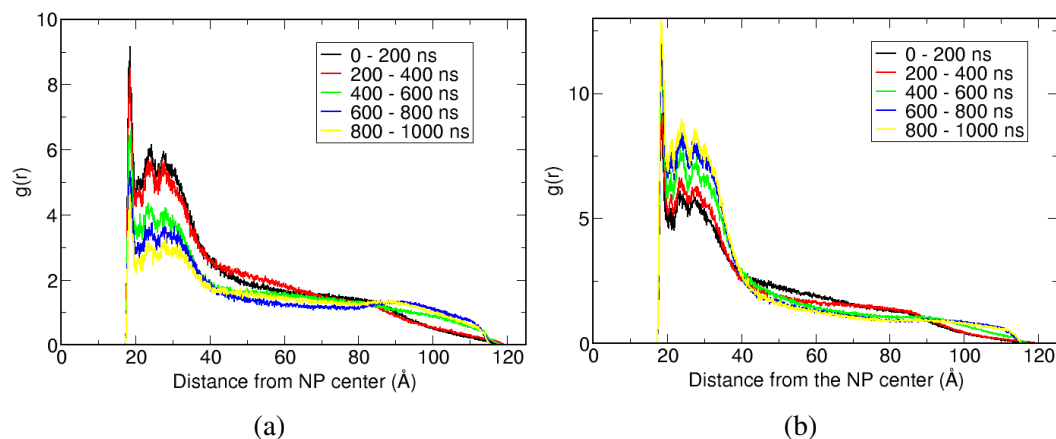 10
8
6
4
2
0
g(r)
0 - 200 ns
200 - 400 ns
400 - 600 ns
600 - 800 ns
800 - 1000 ns
0 20 40 60 80 100 120
Distance from NP center (Å)
(a)
10
5
0
g(r)
0 - 200 ns
200 - 400 ns
400 - 600 ns
600 - 800 ns
800 - 1000 ns
0 20 40 60 80 100 120
Distance from the NP center (Å)
(b)